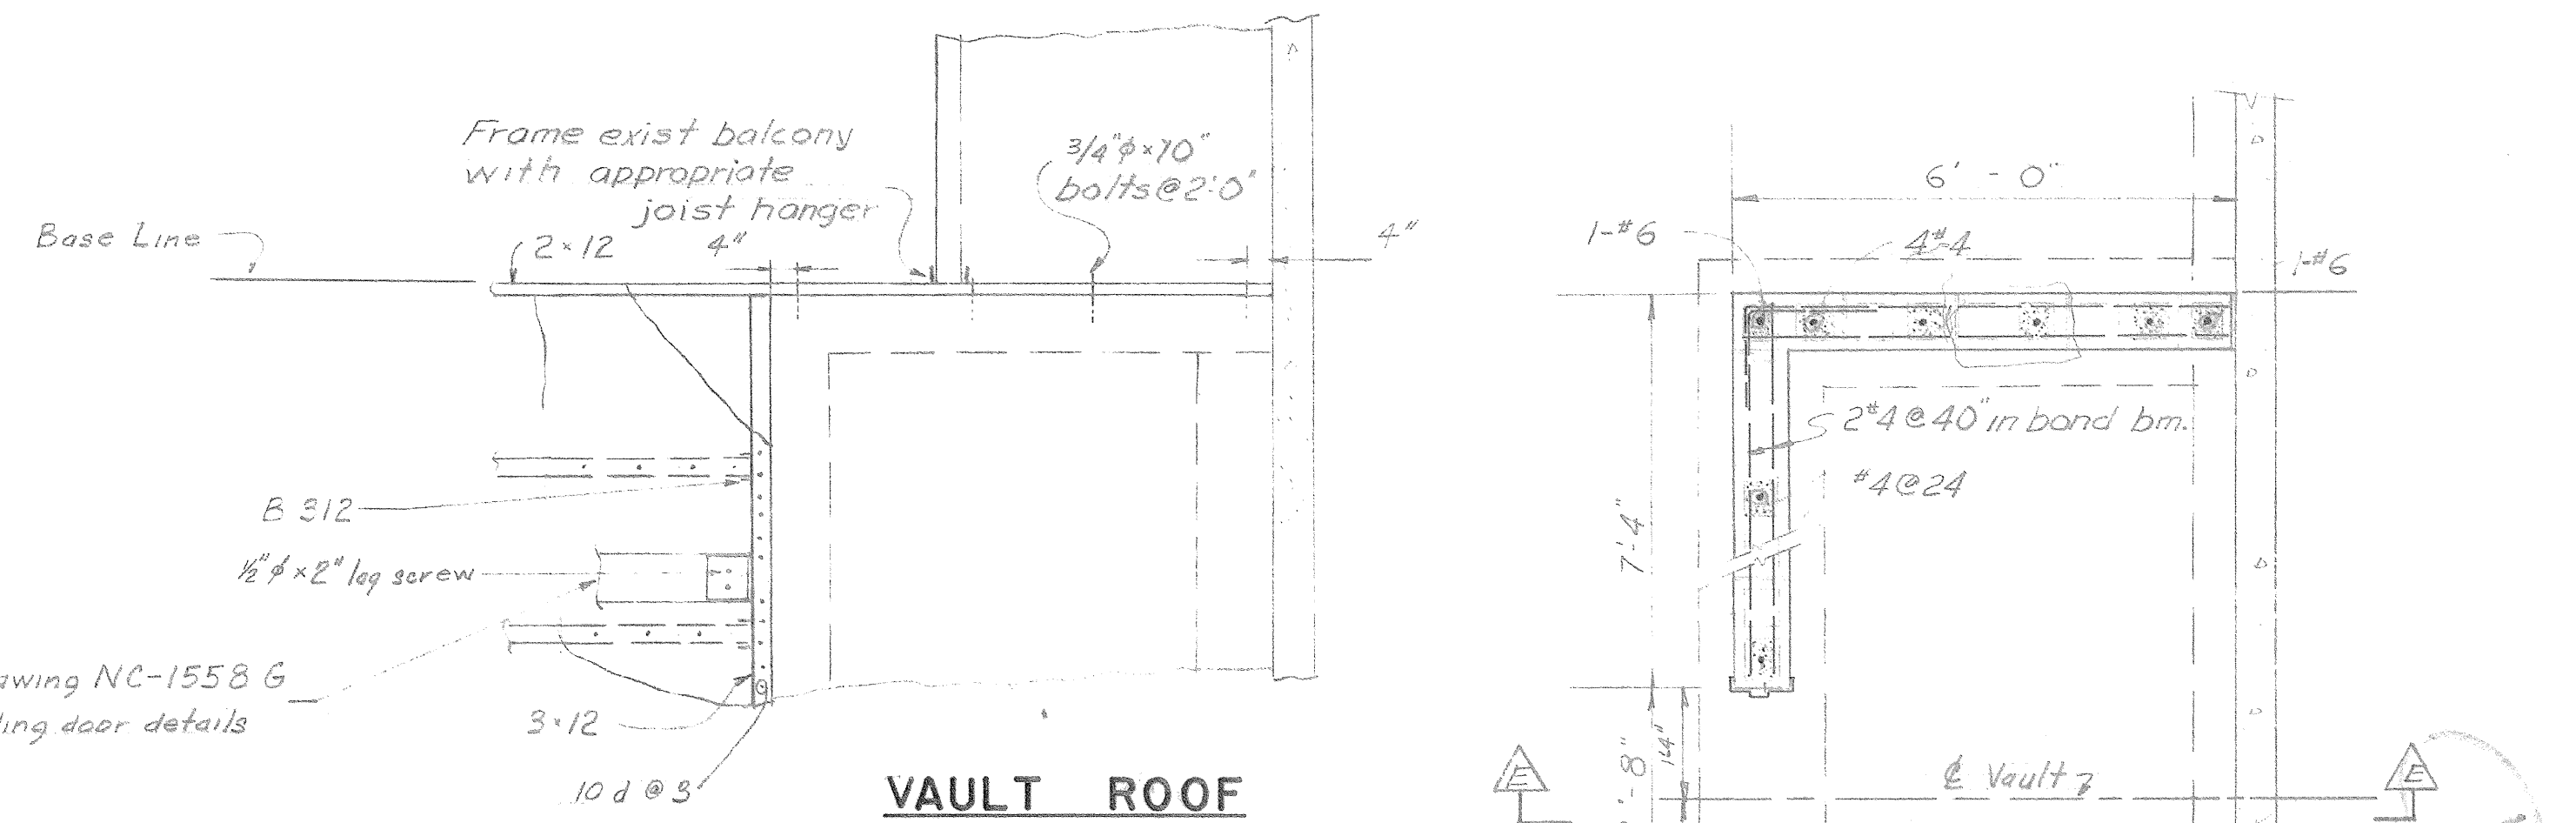 Frame exist balcony
with appropriate
joist hanger
3/4"ϕ×10"
bolts@2'0"
Base Line
2×12
4"
4"
B 312
½"ϕ×2" lag screw
awing NC-1558 G
ing door details
3×12
10 d @ 3
VAULT ROOF
6' - 0"
1-#6
4#4
1-#6
2#4@40" in bond bm.
#4@24
7'-4"
'-8"
E
℄ Vault
E